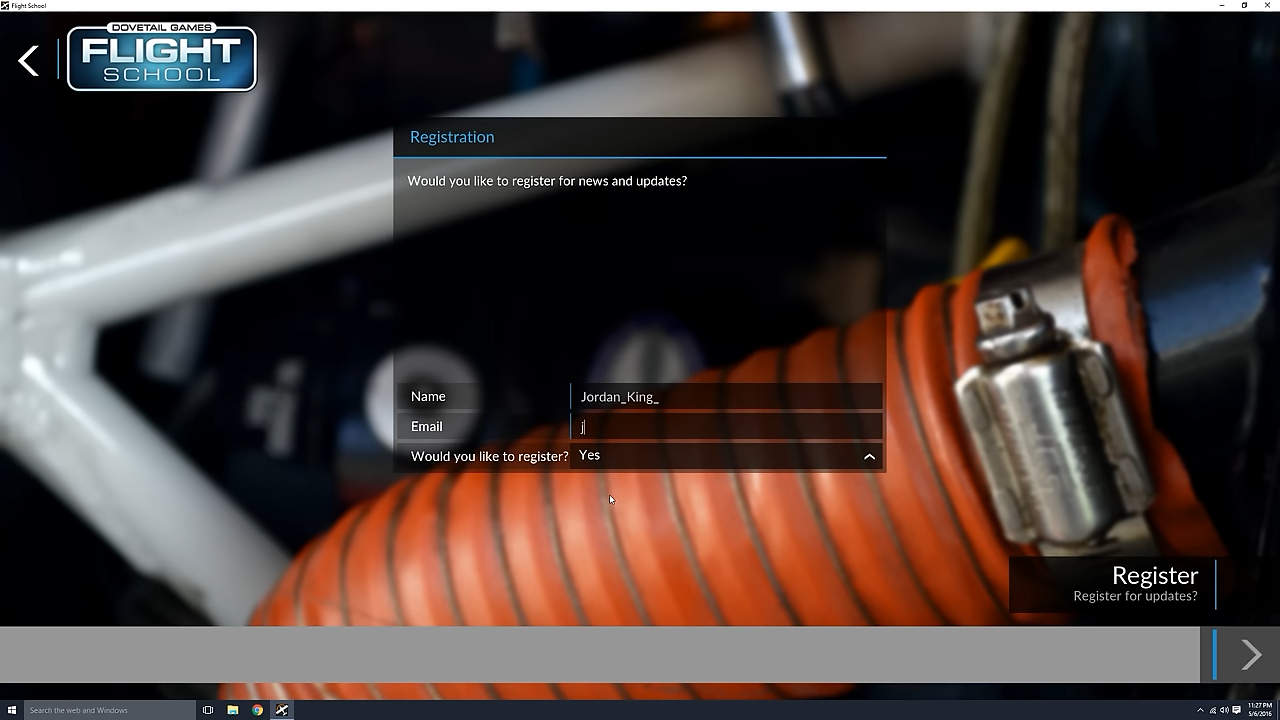 Flight School
DOVETAIL GAMES
FLIGHT
SCHOOL
Registration
Would you like to register for news and updates?
Name Jordan_King_
Email j
Would you like to register? Yes
Register
Register for updates?
Search the web and Windows
11:27 PM
5/6/2016